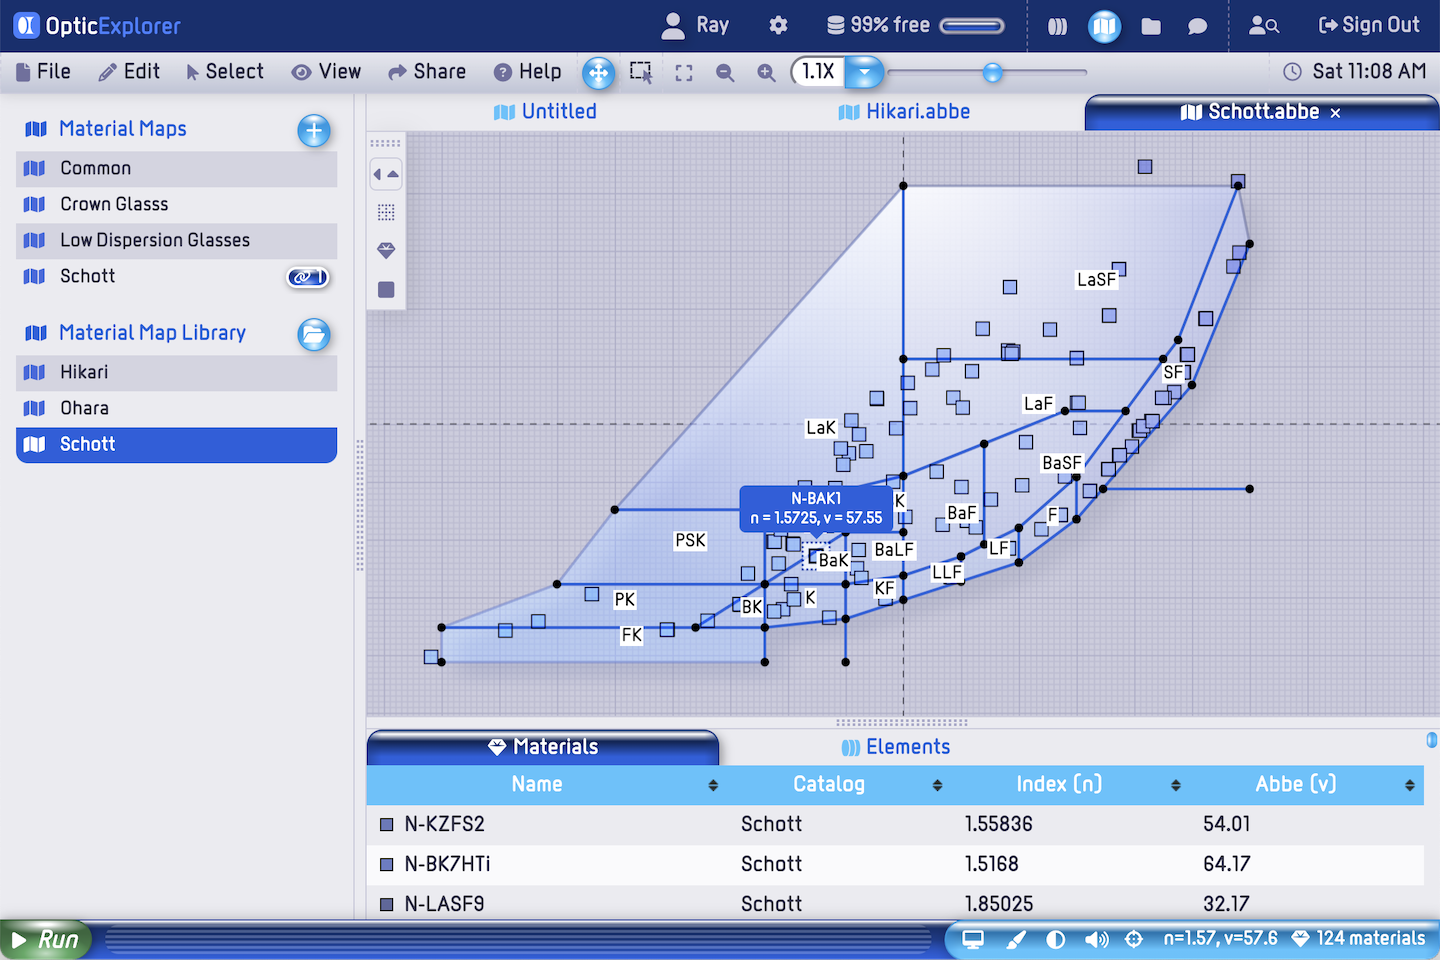 OpticExplorer
Ray
99% free
Sign Out
File
Edit
Select
View
Share
Help
1.1X
Sat 11:08 AM
Material Maps
Common
Crown Glasss
Low Dispersion Glasses
Schott
Material Map Library
Hikari
Ohara
Schott
Untitled
Hikari.abbe
Schott.abbe ×
LaSF
SF
LaF
LaK
BaSF
N-BAK1
n = 1.5725, v = 57.55
K
BaF
F
PSK
BaK
BaLF
LF
LLF
KF
PK
BK
K
FK
Materials
Elements
Name
Catalog
Index (n)
Abbe (v)
N-KZFS2
Schott
1.55836
54.01
N-BK7HTi
Schott
1.5168
64.17
N-LASF9
Schott
1.85025
32.17
Run
n=1.57, v=57.6
124 materials